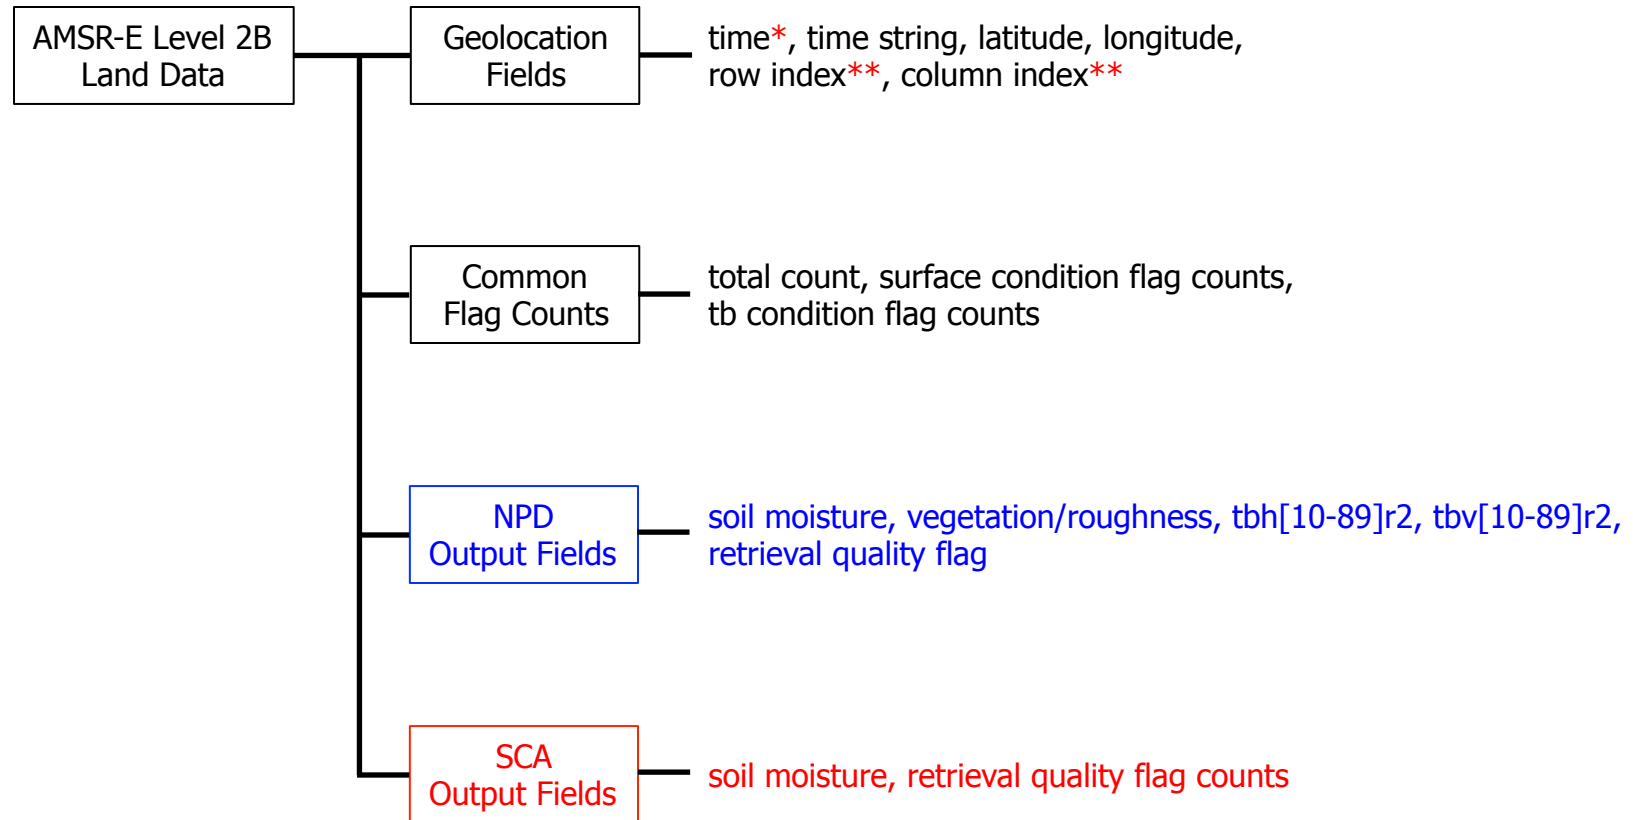 AMSR-E Level 2B
Land Data
Geolocation
Fields
time*, time string, latitude, longitude,
row index**, column index**
Common
Flag Counts
total count, surface condition flag counts,
tb condition flag counts
NPD
Output Fields
soil moisture, vegetation/roughness, tbh[10-89]r2, tbv[10-89]r2,
retrieval quality flag
SCA
Output Fields
soil moisture, retrieval quality flag counts